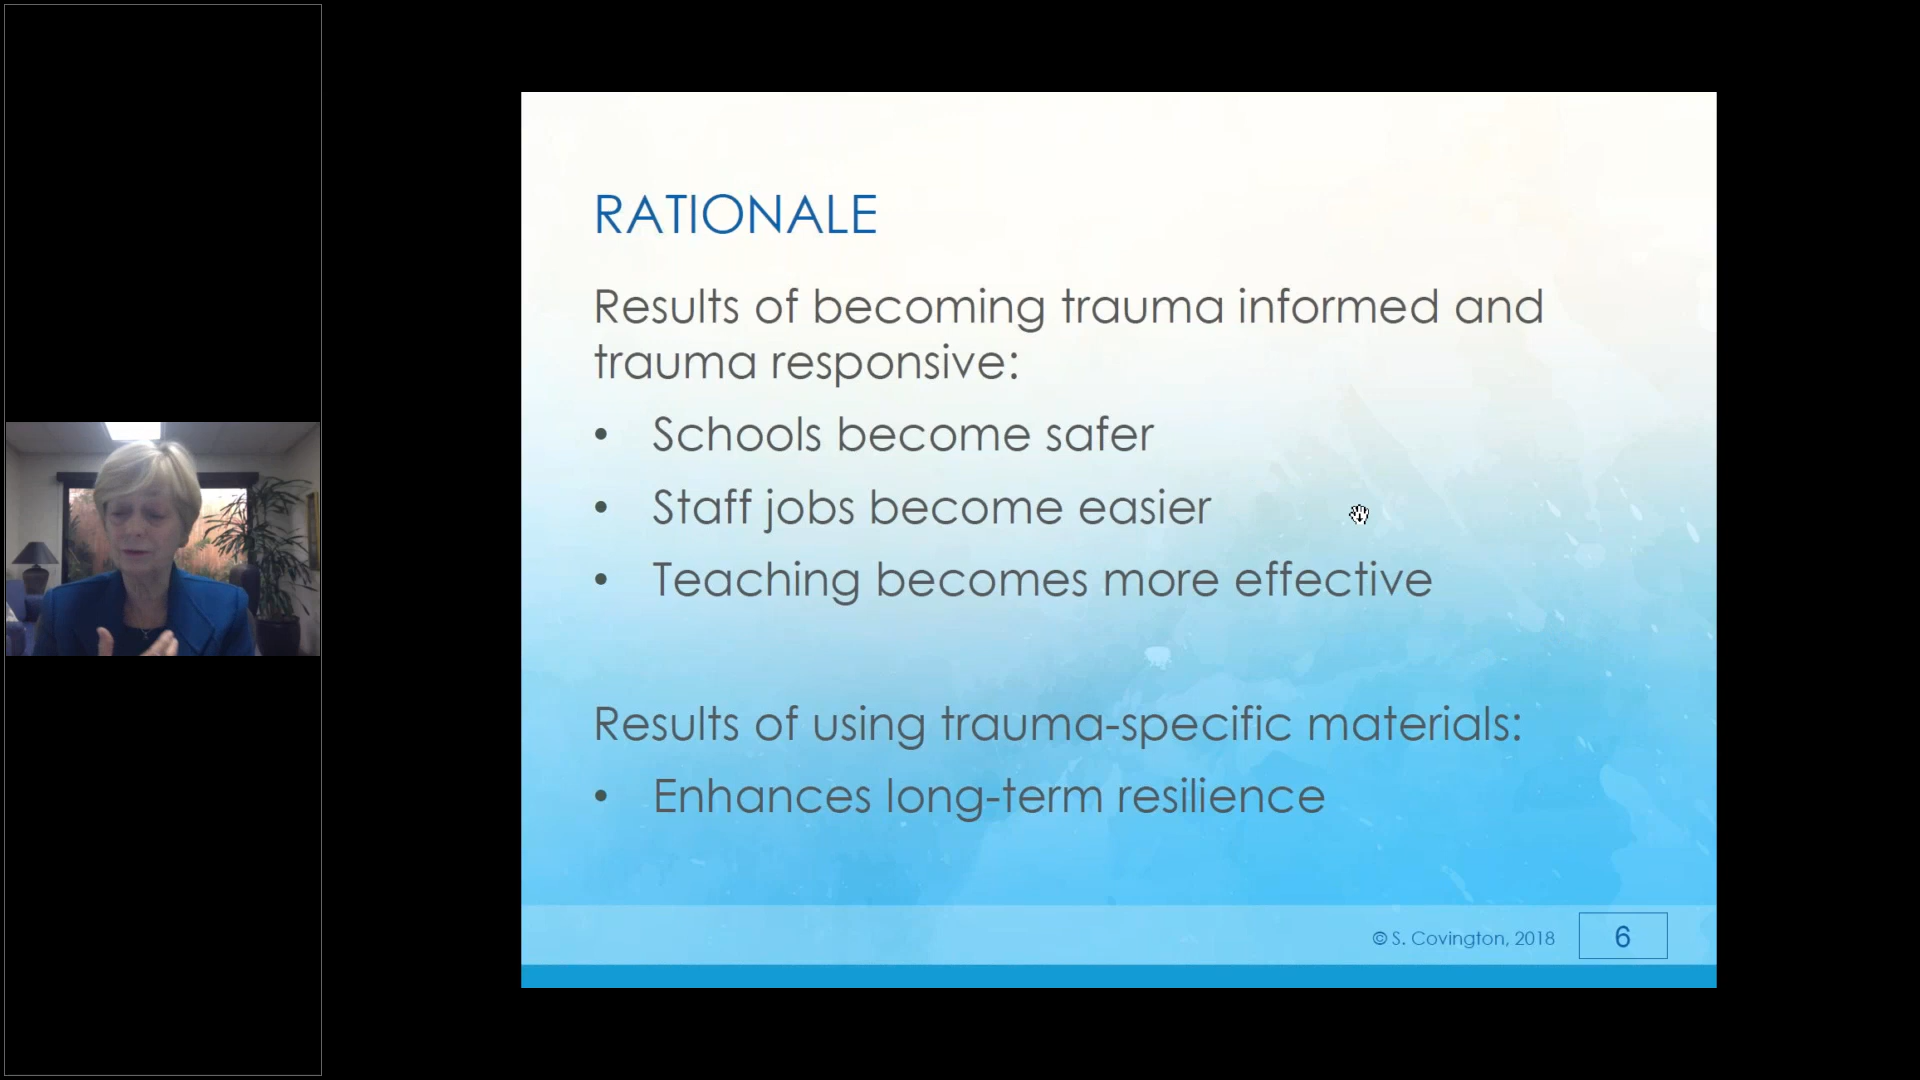 RATIONALE
Results of becoming trauma informed and
trauma responsive:
• Schools become safer
• Staff jobs become easier
• Teaching becomes more effective
Results of using trauma-specific materials:
• Enhances long-term resilience
© S. Covington, 2018
6